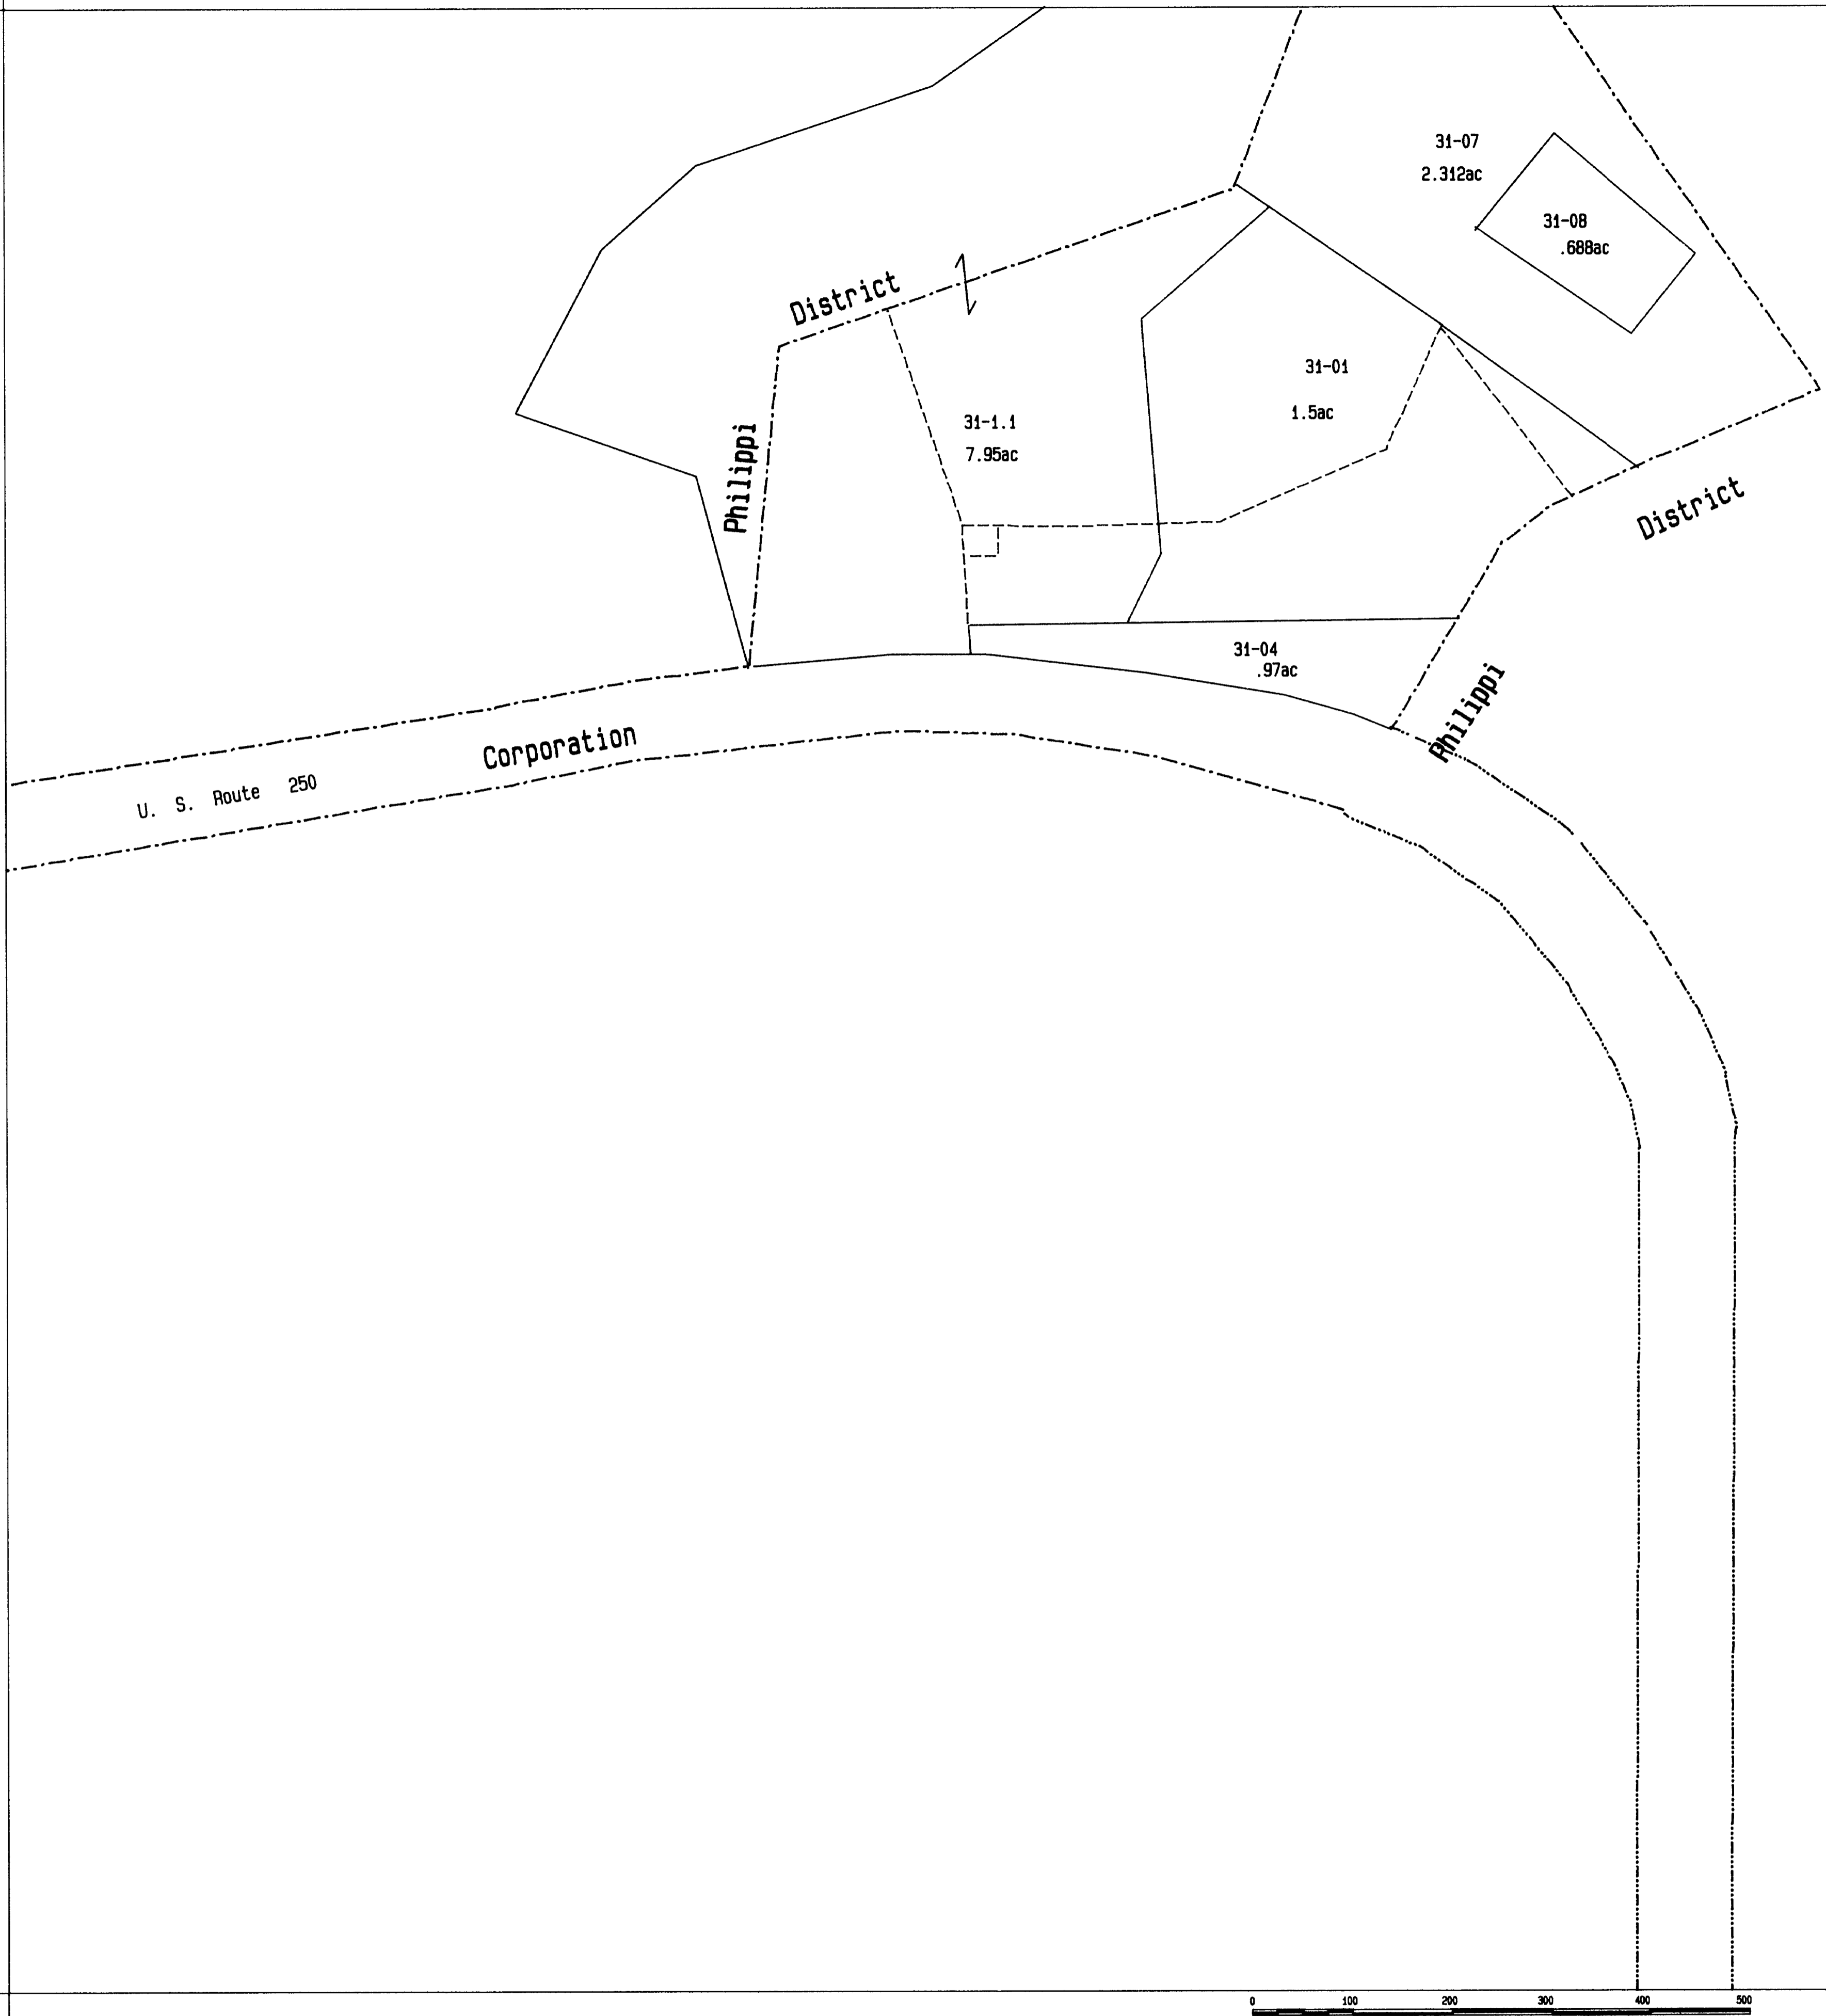 31-07
2.312ac
31-08
.688ac
District
31-01
1.5ac
31-1.1
7.95ac
Philippi
District
31-04
.97ac
Philippi
Corporation
U. S. Route 250
0 100 200 300 400 500